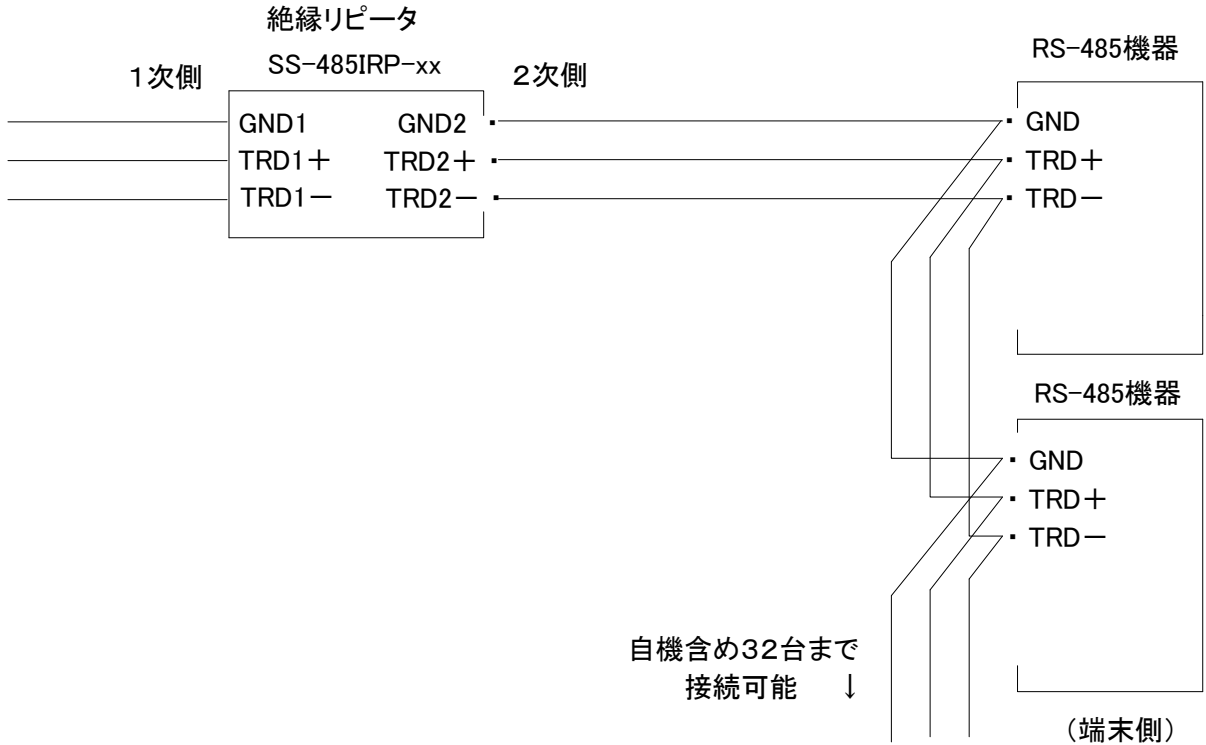 絶縁リピータ
SS-485IRP-xx
1次側
2次側
GND1 GND2
TRD1＋ TRD2＋
TRD1－ TRD2－
RS-485機器
GND
TRD＋
TRD－
RS-485機器
GND
TRD＋
TRD－
自機含め32台まで
接続可能 ↓
（端末側）